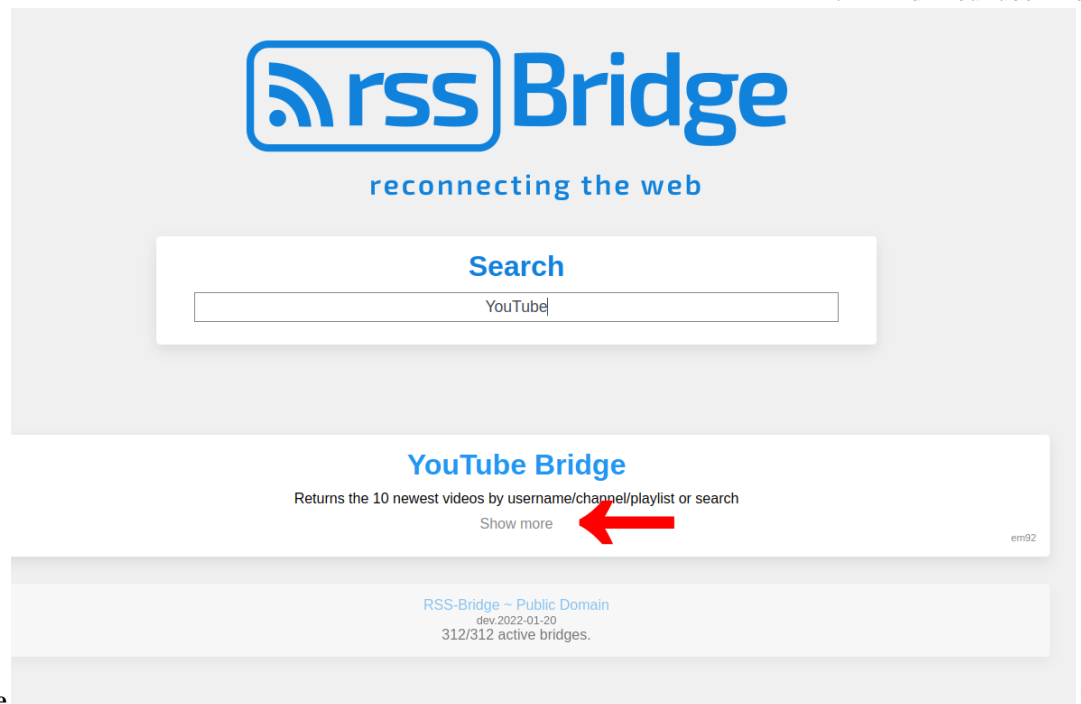 rss Bridge
reconnecting the web
Search
YouTube
YouTube Bridge
Returns the 10 newest videos by username/channel/playlist or search
Show more
em92
RSS-Bridge ~ Public Domain
dev.2022-01-20
312/312 active bridges.